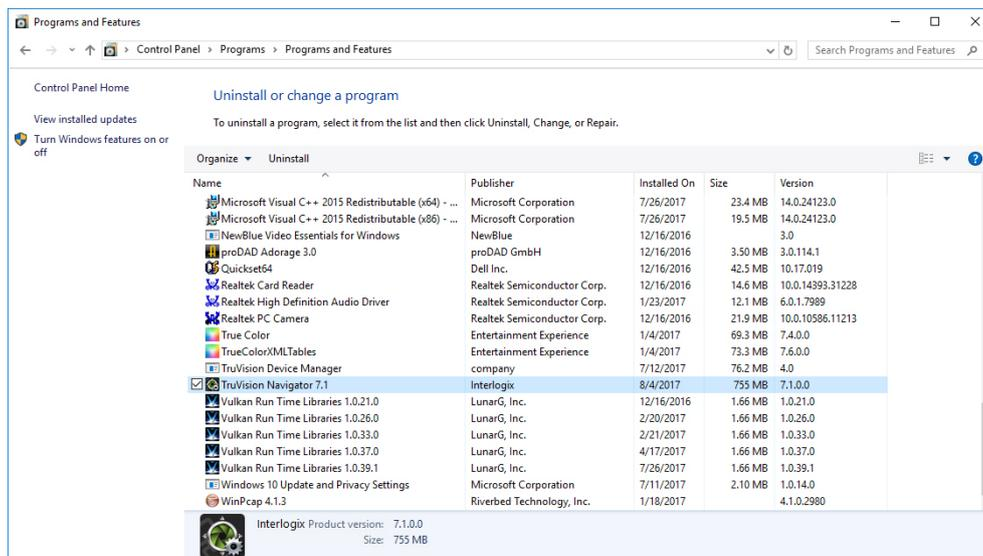 Programs and Features
Control Panel > Programs > Programs and Features
Search Programs and Features
Control Panel Home
View installed updates
Turn Windows features on or
off
Uninstall or change a program
To uninstall a program, select it from the list and then click Uninstall, Change, or Repair.
Organize Uninstall
Name Publisher Installed On Size Version
Microsoft Visual C++ 2015 Redistributable (x64) - ... Microsoft Corporation 7/26/2017 23.4 MB 14.0.24123.0
Microsoft Visual C++ 2015 Redistributable (x86) - ... Microsoft Corporation 7/26/2017 19.5 MB 14.0.24123.0
NewBlue Video Essentials for Windows NewBlue 12/16/2016 3.0
proDAD Adorage 3.0 proDAD GmbH 12/16/2016 3.50 MB 3.0.114.1
Quickset64 Dell Inc. 12/16/2016 42.5 MB 10.17.019
Realtek Card Reader Realtek Semiconductor Corp. 12/16/2016 14.6 MB 10.0.14393.31228
Realtek High Definition Audio Driver Realtek Semiconductor Corp. 1/23/2017 12.1 MB 6.0.1.7989
Realtek PC Camera Realtek Semiconductor Corp. 12/16/2016 21.9 MB 10.0.10586.11213
True Color Entertainment Experience 1/4/2017 69.3 MB 7.4.0.0
TrueColorXMLTables Entertainment Experience 1/4/2017 73.3 MB 7.6.0.0
TruVision Device Manager company 7/12/2017 76.2 MB 4.0
TruVision Navigator 7.1 Interlogix 8/4/2017 755 MB 7.1.0.0
Vulkan Run Time Libraries 1.0.21.0 LunarG, Inc. 12/16/2016 1.66 MB 1.0.21.0
Vulkan Run Time Libraries 1.0.26.0 LunarG, Inc. 2/20/2017 1.66 MB 1.0.26.0
Vulkan Run Time Libraries 1.0.33.0 LunarG, Inc. 2/21/2017 1.66 MB 1.0.33.0
Vulkan Run Time Libraries 1.0.37.0 LunarG, Inc. 4/17/2017 1.66 MB 1.0.37.0
Vulkan Run Time Libraries 1.0.39.1 LunarG, Inc. 7/26/2017 1.66 MB 1.0.39.1
Windows 10 Update and Privacy Settings Microsoft Corporation 7/11/2017 2.10 MB 1.0.14.0
WinPcap 4.1.3 Riverbed Technology, Inc. 1/18/2017 4.1.0.2980
Interlogix Product version: 7.1.0.0
Size: 755 MB